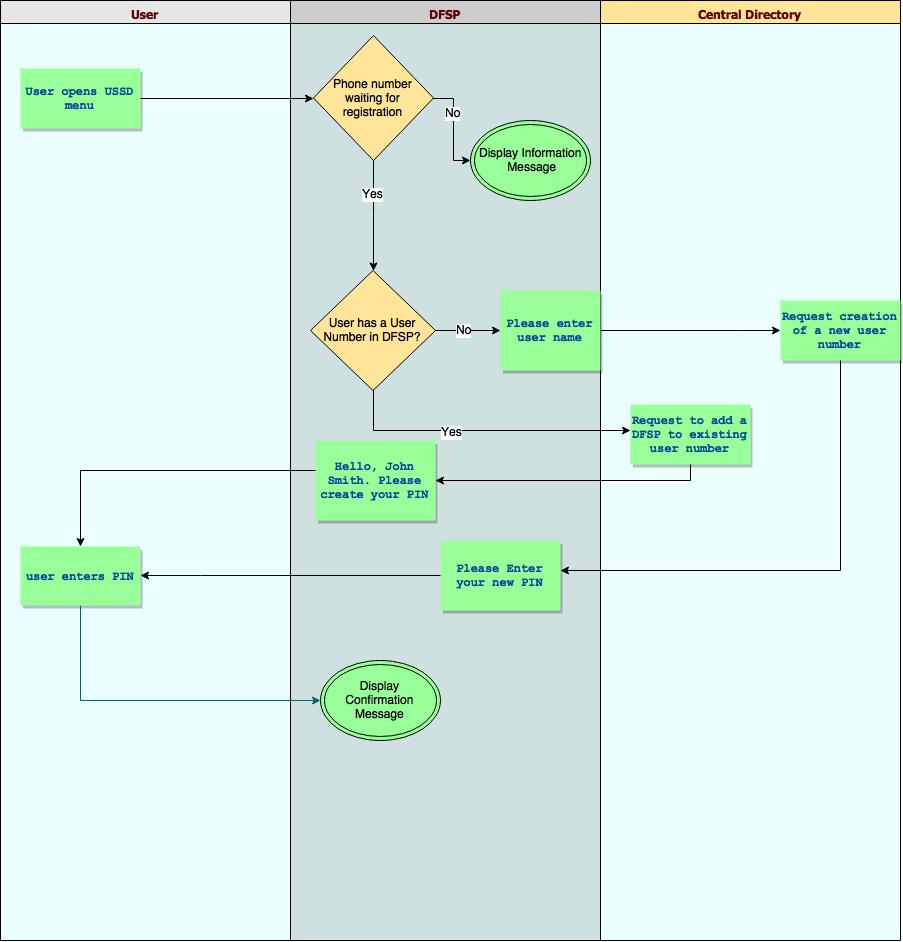 User
DFSP
Central Directory
User opens USSD
menu
Phone number
waiting for
registration
No
Display Information
Message
Yes
User has a User
Number in DFSP?
No
Please enter
user name
Request creation
of a new user
number
Yes
Request to add a
DFSP to existing
user number
Hello, John
Smith. Please
create your PIN
user enters PIN
Please Enter
your new PIN
Display
Confirmation
Message